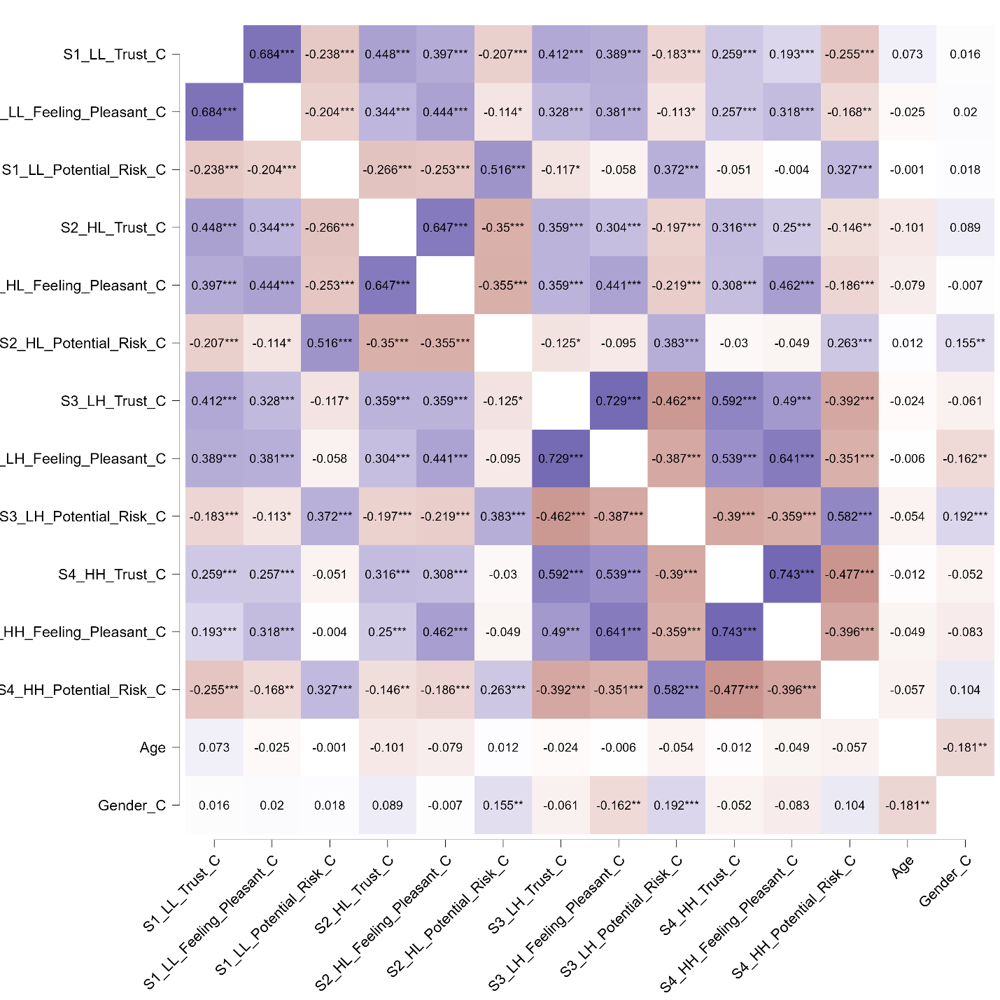 S1_LL_Trust_C 0.684*** -0.238*** 0.448*** 0.397*** -0.207*** 0.412*** 0.389*** -0.183*** 0.259*** 0.193*** -0.255*** 0.073 0.016
_LL_Feeling_Pleasant_C 0.684*** -0.204*** 0.344*** 0.444*** -0.114* 0.328*** 0.381*** -0.113* 0.257*** 0.318*** -0.168** -0.025 0.02
S1_LL_Potential_Risk_C -0.238*** -0.204*** -0.266*** -0.253*** 0.516*** -0.117* -0.058 0.372*** -0.051 -0.004 0.327*** -0.001 0.018
S2_HL_Trust_C 0.448*** 0.344*** -0.266*** 0.647*** -0.35*** 0.359*** 0.304*** -0.197*** 0.316*** 0.25*** -0.146** -0.101 0.089
_HL_Feeling_Pleasant_C 0.397*** 0.444*** -0.253*** 0.647*** -0.355*** 0.359*** 0.441*** -0.219*** 0.308*** 0.462*** -0.186*** -0.079 -0.007
S2_HL_Potential_Risk_C -0.207*** -0.114* 0.516*** -0.35*** -0.355*** -0.125* -0.095 0.383*** -0.03 -0.049 0.263*** 0.012 0.155**
S3_LH_Trust_C 0.412*** 0.328*** -0.117* 0.359*** 0.359*** -0.125* 0.729*** -0.462*** 0.592*** 0.49*** -0.392*** -0.024 -0.061
_LH_Feeling_Pleasant_C 0.389*** 0.381*** -0.058 0.304*** 0.441*** -0.095 0.729*** -0.387*** 0.539*** 0.641*** -0.351*** -0.006 -0.162**
S3_LH_Potential_Risk_C -0.183*** -0.113* 0.372*** -0.197*** -0.219*** 0.383*** -0.462*** -0.387*** -0.39*** -0.359*** 0.582*** -0.054 0.192***
S4_HH_Trust_C 0.259*** 0.257*** -0.051 0.316*** 0.308*** -0.03 0.592*** 0.539*** -0.39*** 0.743*** -0.477*** -0.012 -0.052
_HH_Feeling_Pleasant_C 0.193*** 0.318*** -0.004 0.25*** 0.462*** -0.049 0.49*** 0.641*** -0.359*** 0.743*** -0.396*** -0.049 -0.083
S4_HH_Potential_Risk_C -0.255*** -0.168** 0.327*** -0.146** -0.186*** 0.263*** -0.392*** -0.351*** 0.582*** -0.477*** -0.396*** -0.057 0.104
Age 0.073 -0.025 -0.001 -0.101 -0.079 0.012 -0.024 -0.006 -0.054 -0.012 -0.049 -0.057 -0.181**
Gender_C 0.016 0.02 0.018 0.089 -0.007 0.155** -0.061 -0.162** 0.192*** -0.052 -0.083 0.104 -0.181**
S1_LL_Trust_C
S1_LL_Feeling_Pleasant_C
S1_LL_Potential_Risk_C
S2_HL_Trust_C
S2_HL_Feeling_Pleasant_C
S2_HL_Potential_Risk_C
S3_LH_Trust_C
S3_LH_Feeling_Pleasant_C
S3_LH_Potential_Risk_C
S4_HH_Trust_C
S4_HH_Feeling_Pleasant_C
S4_HH_Potential_Risk_C
Age
Gender_C